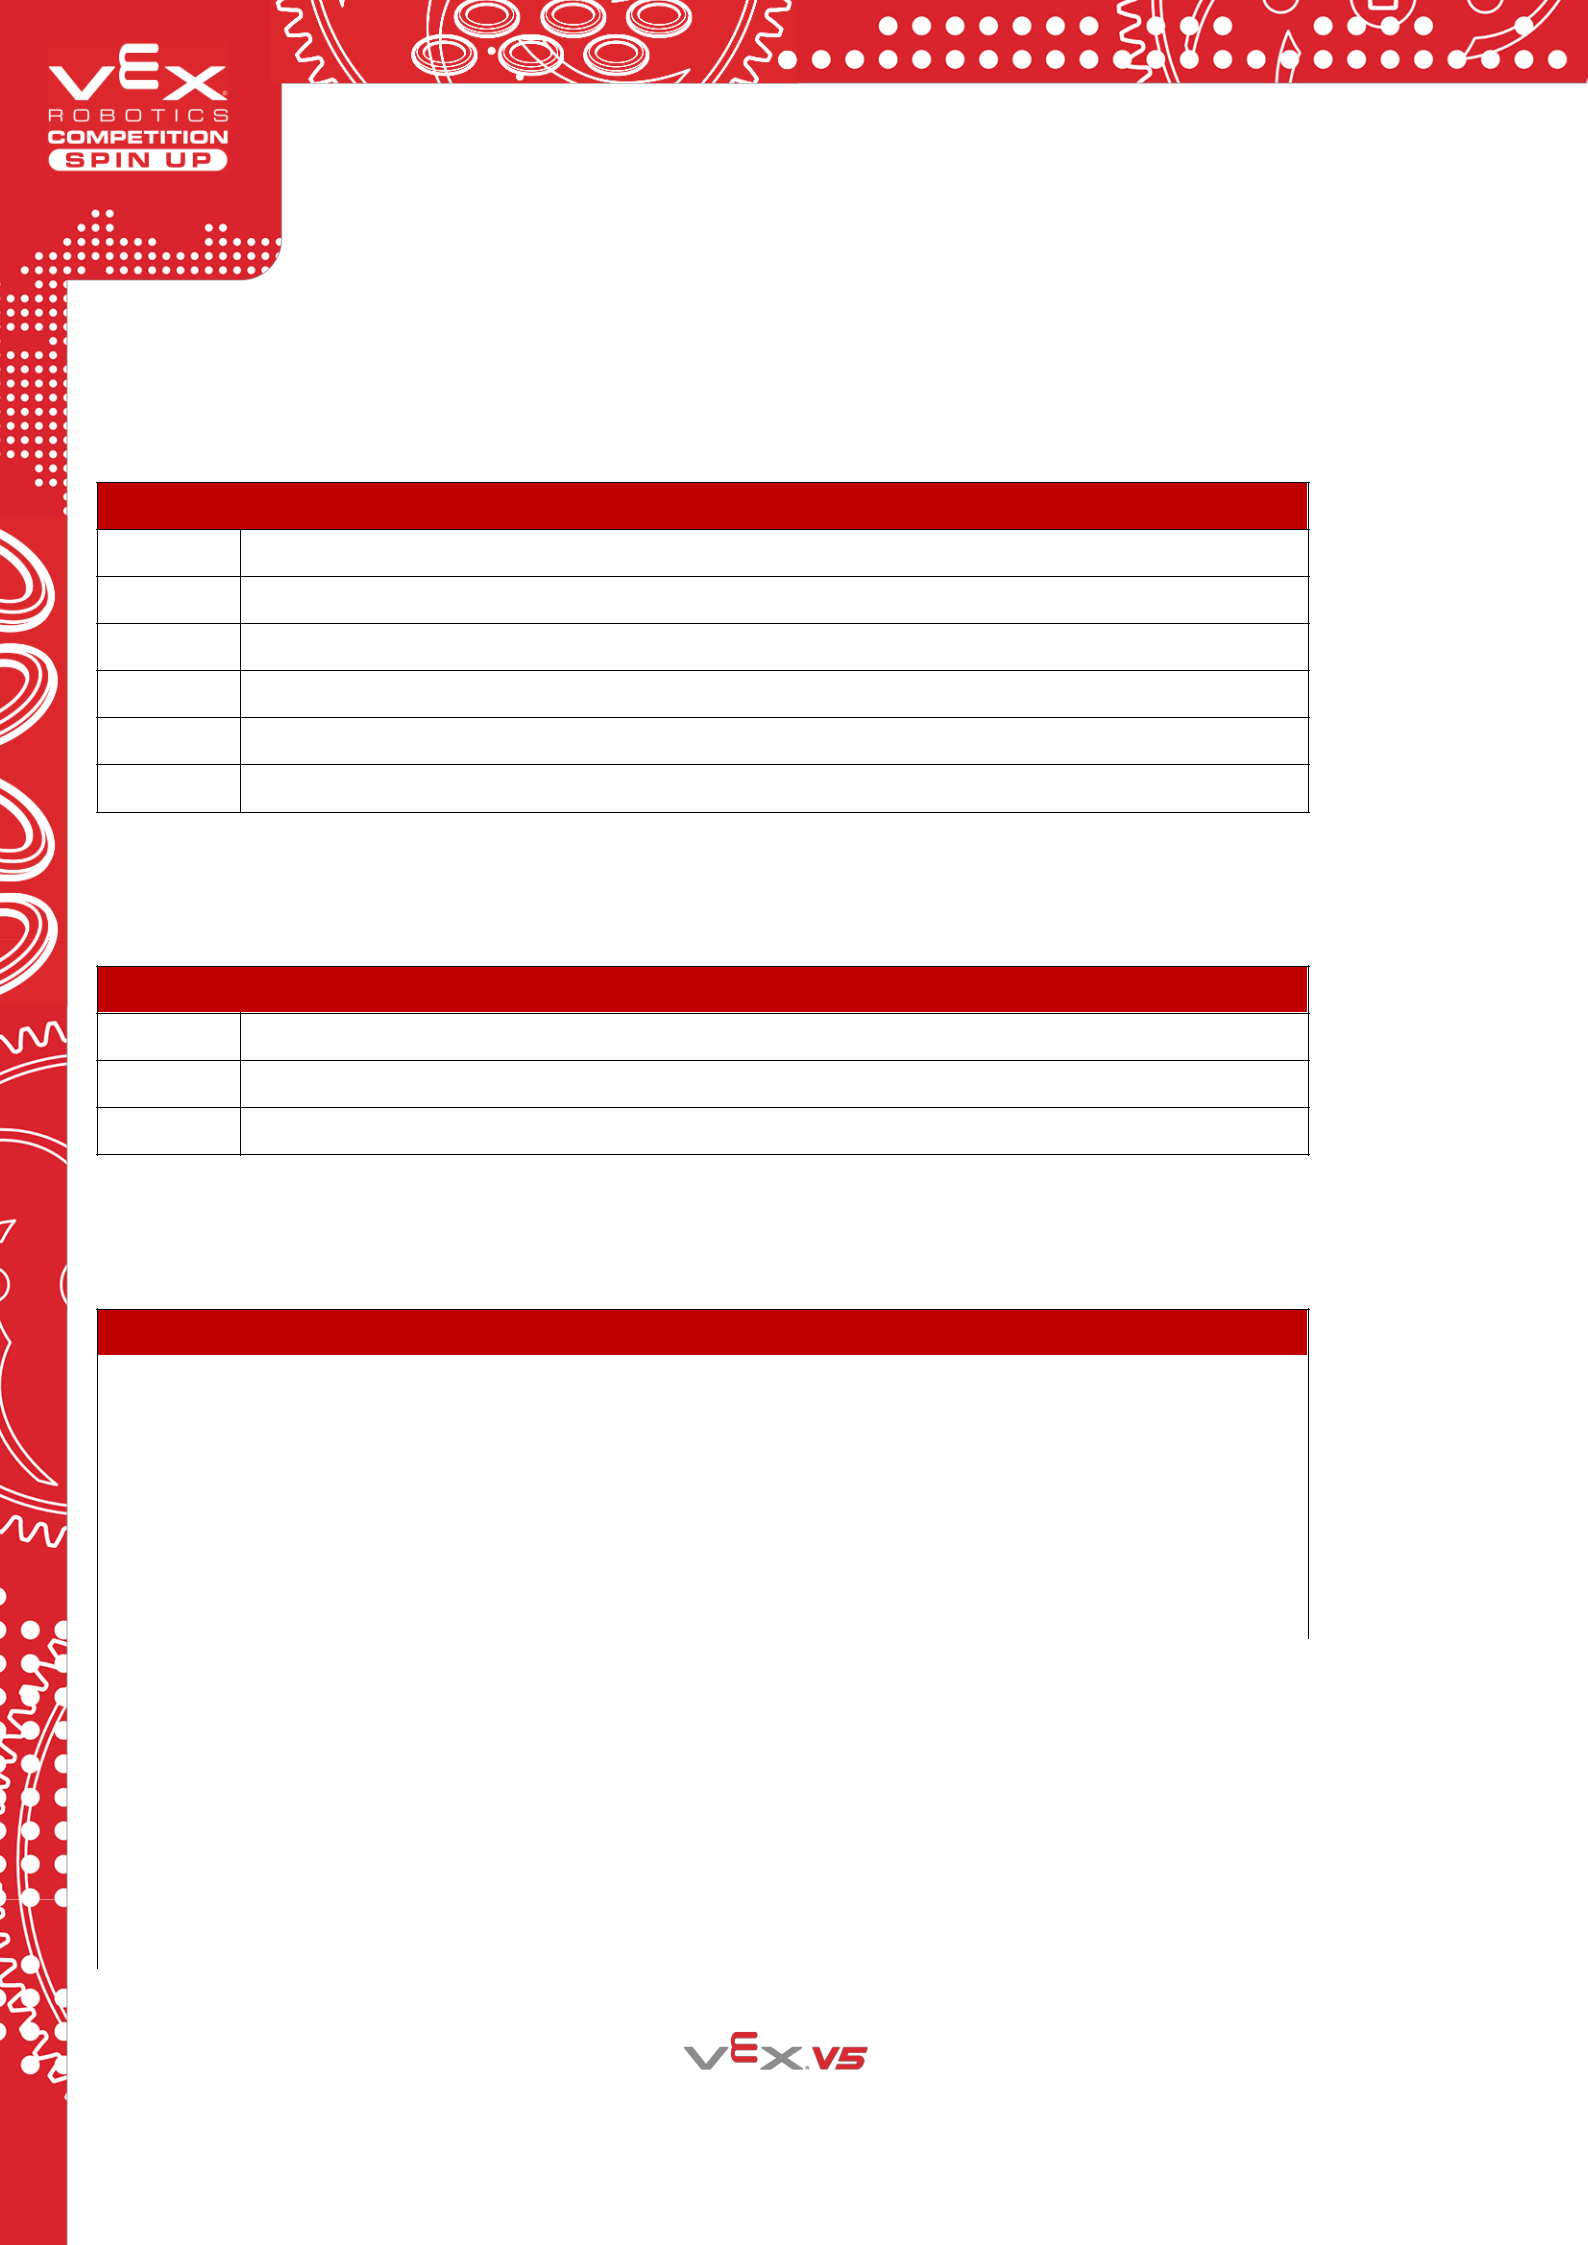 VEX
ROBOTICS
COMPETITION
SPIN UP
VEX V5